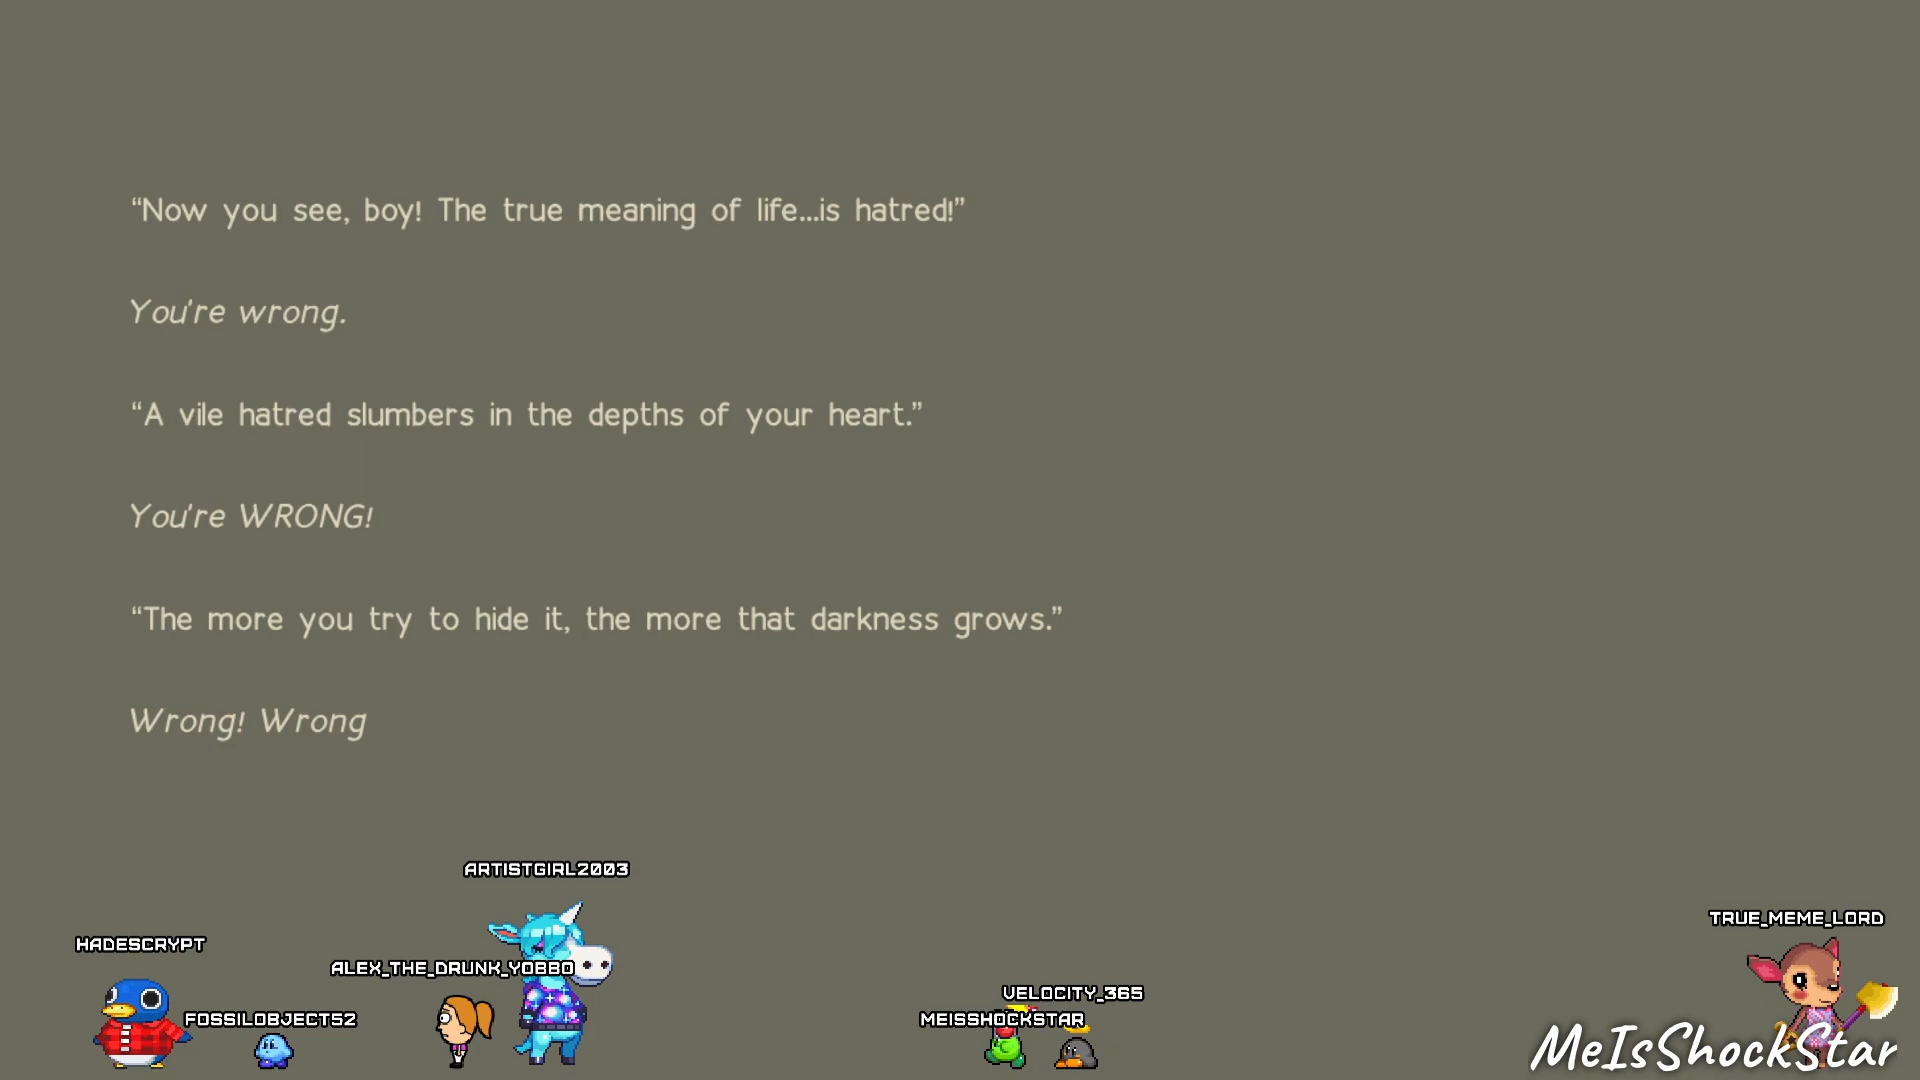 “Now you see, boy! The true meaning of life...is hatred!”
You're wrong.
“A vile hatred slumbers in the depths of your heart.”
You're WRONG!
“The more you try to hide it, the more that darkness grows.”
Wrong! Wrong
ARTISTGIRL2003
TRUE_MEME_LORD
HADESCRYPT
ALEX_THE_DRUNK_YOBBO
VELOCITY_365
FOSSILOBJECT52
MEISSHOCKSTAR
MeIsShockStar